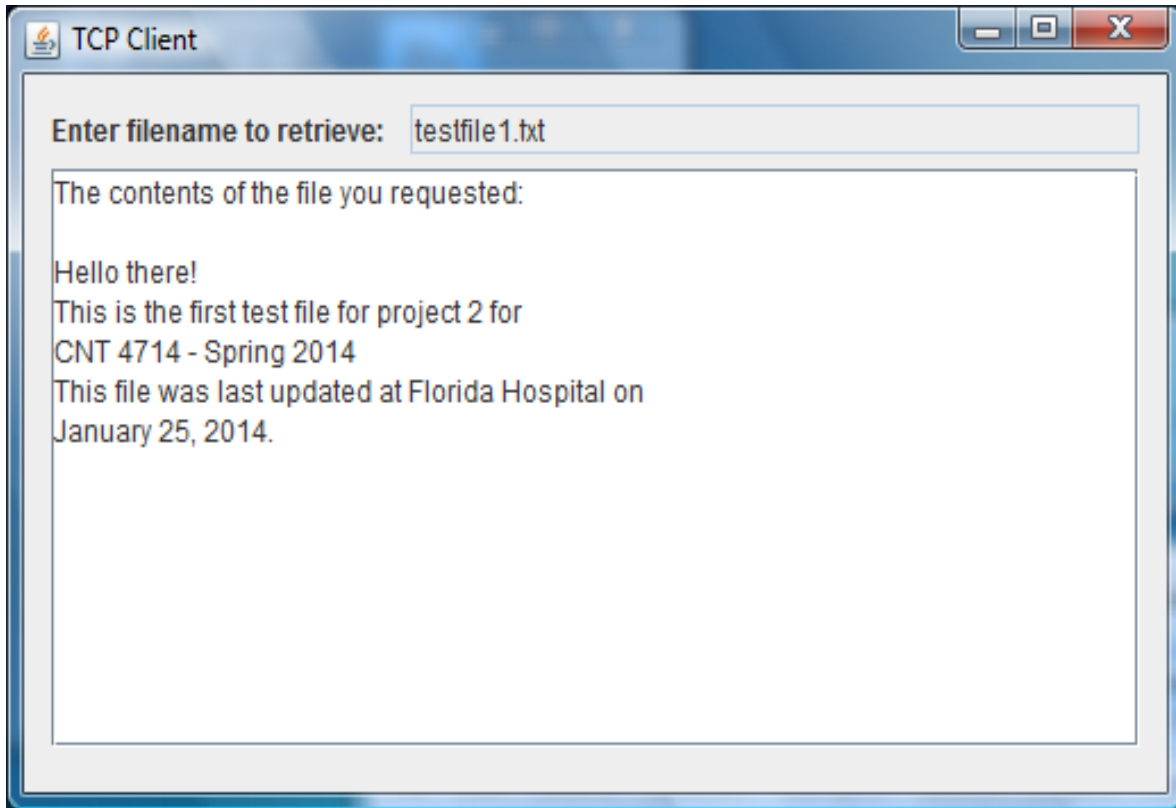 TCP Client
Enter filename to retrieve: testfile1.txt
The contents of the file you requested:
Hello there!
This is the first test file for project 2 for
CNT 4714 - Spring 2014
This file was last updated at Florida Hospital on
January 25, 2014.